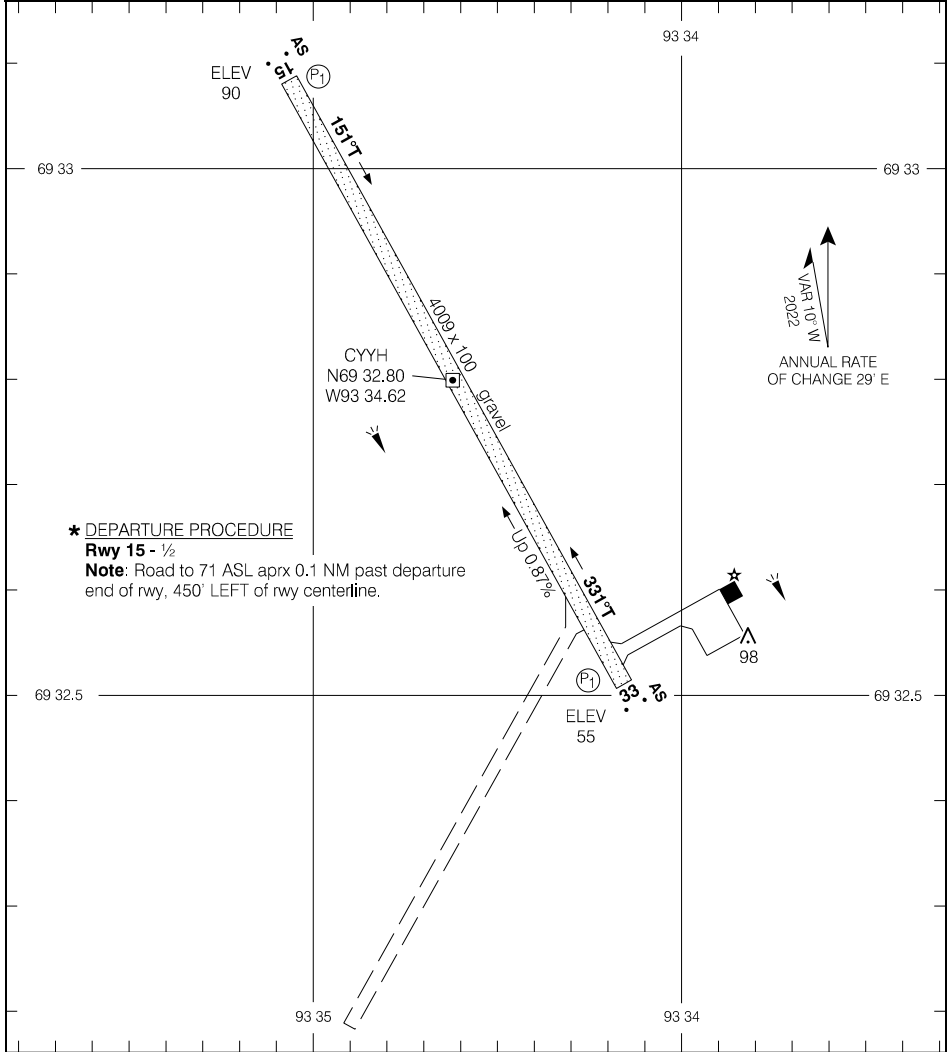 93 34
AS
15
P1
ELEV
90
151°T
69 33
69 33
VAR 10° W
2022
ANNUAL RATE
OF CHANGE 29' E
4009 x 100
gravel
CYYH
N69 32.80
W93 34.62
* DEPARTURE PROCEDURE
Rwy 15 - ½
Note: Road to 71 ASL aprx 0.1 NM past departure
end of rwy, 450' LEFT of rwy centerline.
Up 0.87%
331°T
98
P1
33
AS
69 32.5
69 32.5
ELEV
55
93 35
93 34